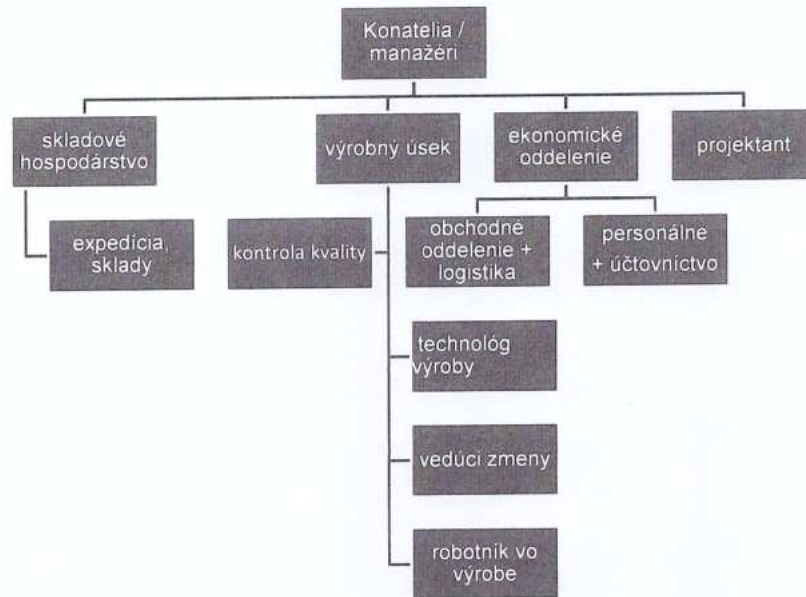 Konatelia /
manažéri
skladové
hospodárstvo
výrobný úsek
ekonomické
oddelenie
projektant
expedícia,
sklady
kontrola kvality
obchodné
oddelenie +
logistika
personálne
+ účtovníctvo
technológ
výroby
vedúci zmeny
robotník vo
výrobe